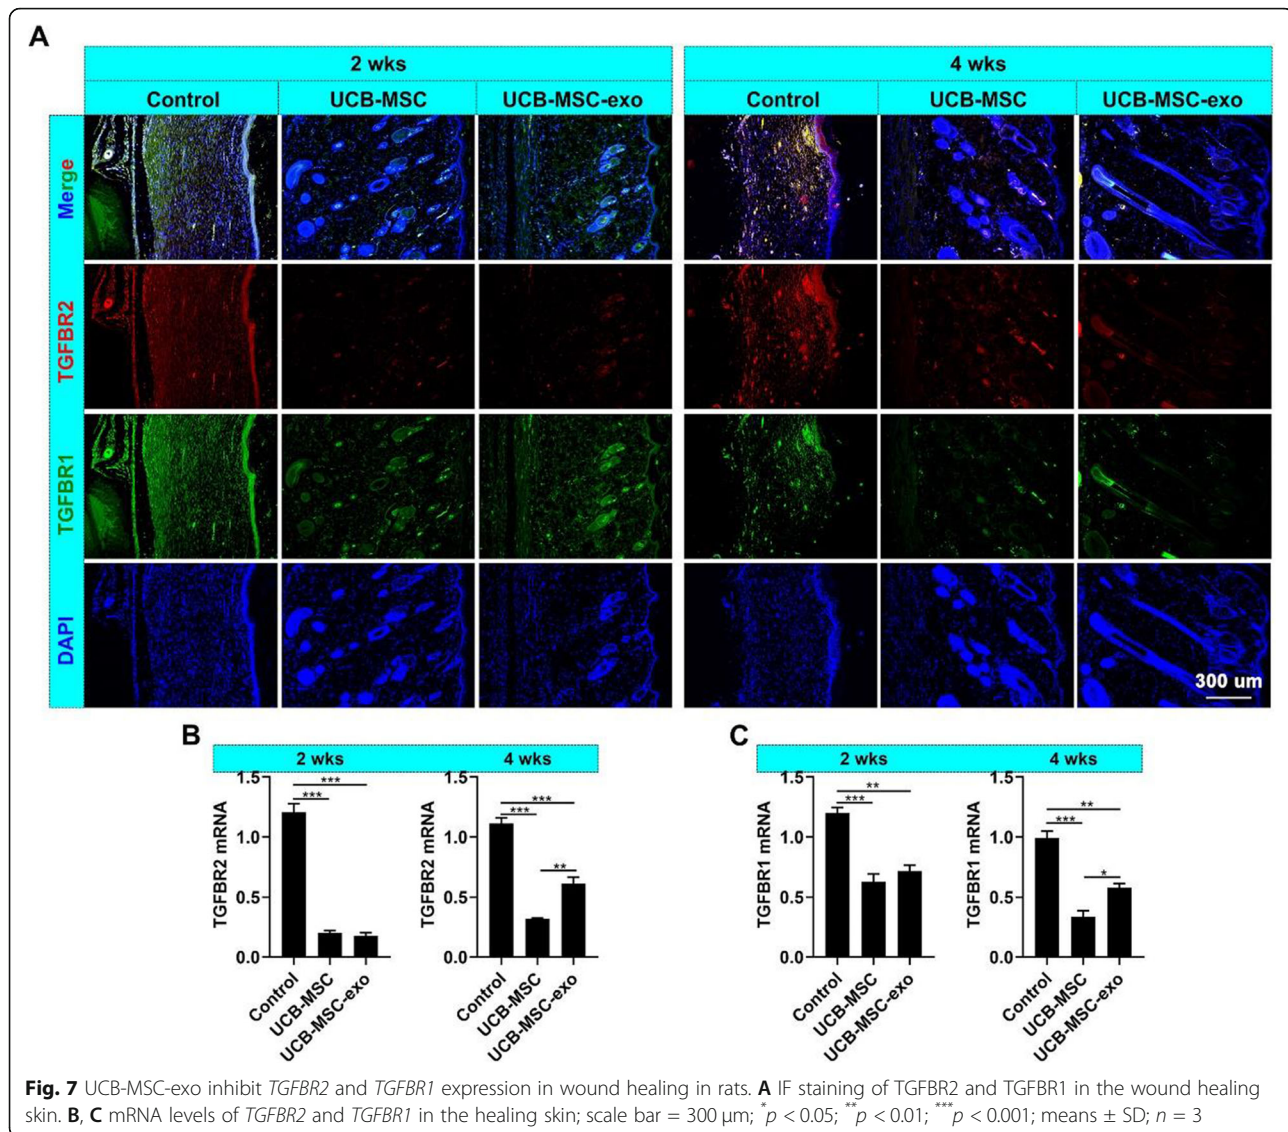 A
2 wks
4 wks
Control UCB-MSC UCB-MSC-exo
Control UCB-MSC UCB-MSC-exo
Merge
TGFBR2
TGFBR1
DAPI
300 um
B
2 wks
4 wks
TGFBR2 mRNA
1.5
1.0
0.5
0.0
***
***
Control
UCB-MSC
UCB-MSC-exo
TGFBR2 mRNA
1.5
1.0
0.5
0.0
***
***
**
Control
UCB-MSC
UCB-MSC-exo
C
2 wks
4 wks
TGFBR1 mRNA
1.5
1.0
0.5
0.0
**
***
Control
UCB-MSC
UCB-MSC-exo
TGFBR1 mRNA
1.5
1.0
0.5
0.0
**
***
*
Control
UCB-MSC
UCB-MSC-exo
Fig. 7 UCB-MSC-exo inhibit TGFBR2 and TGFBR1 expression in wound healing in rats. A IF staining of TGFBR2 and TGFBR1 in the wound healing
skin. B, C mRNA levels of TGFBR2 and TGFBR1 in the healing skin; scale bar = 300 μm; *p < 0.05; **p < 0.01; ***p < 0.001; means ± SD; n = 3